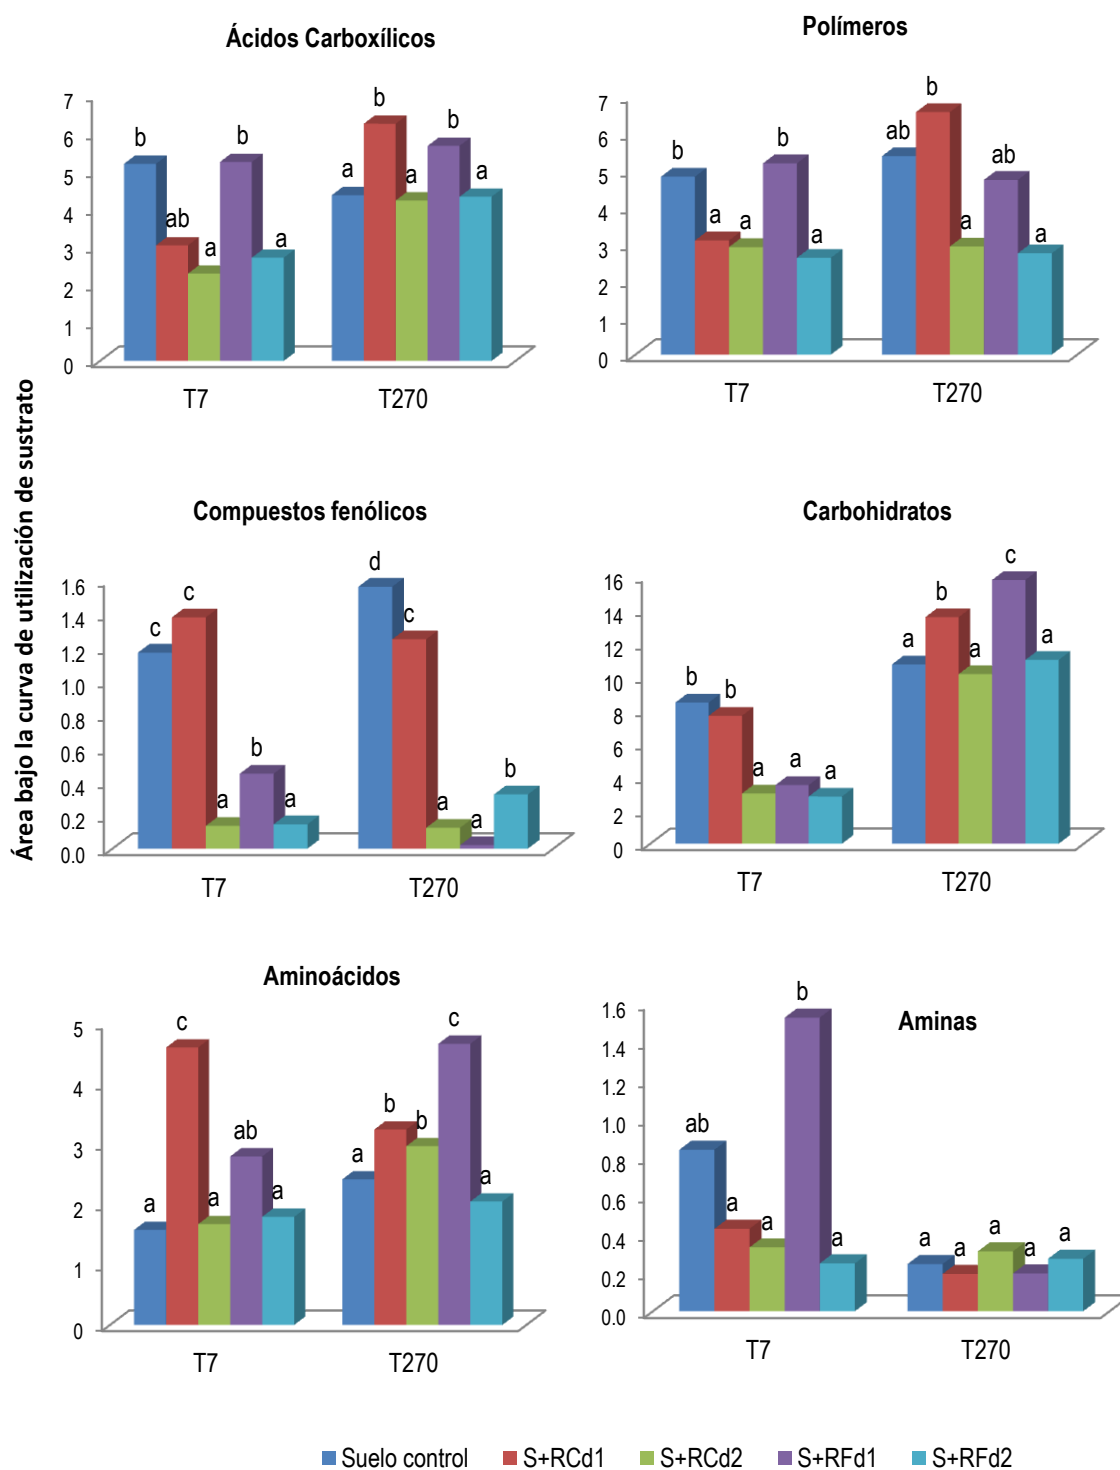 Ácidos Carboxílicos
Polímeros
Área bajo la curva de utilización de sustrato
7
6
5
4
3
2
1
0
b
ab
a
b
a
a
b
a
b
a
T7
T270
7
6
5
4
3
2
1
0
b
a
a
b
a
ab
b
a
ab
a
T7
T270
Compuestos fenólicos
Carbohidratos
1.6
1.4
1.2
1.0
0.8
0.6
0.4
0.2
0.0
c
c
a
b
a
d
c
a
a
b
T7
T270
16
14
12
10
8
6
4
2
0
b
b
a
a
a
a
b
a
c
a
T7
T270
Aminoácidos
Aminas
5
4
3
2
1
0
a
c
a
ab
a
a
b
b
c
a
T7
T270
1.6
1.4
1.2
1.0
0.8
0.6
0.4
0.2
0.0
ab
a
a
b
a
a
a
a
a
a
T7
T270
Suelo control S+RCd1 S+RCd2 S+RFd1 S+RFd2